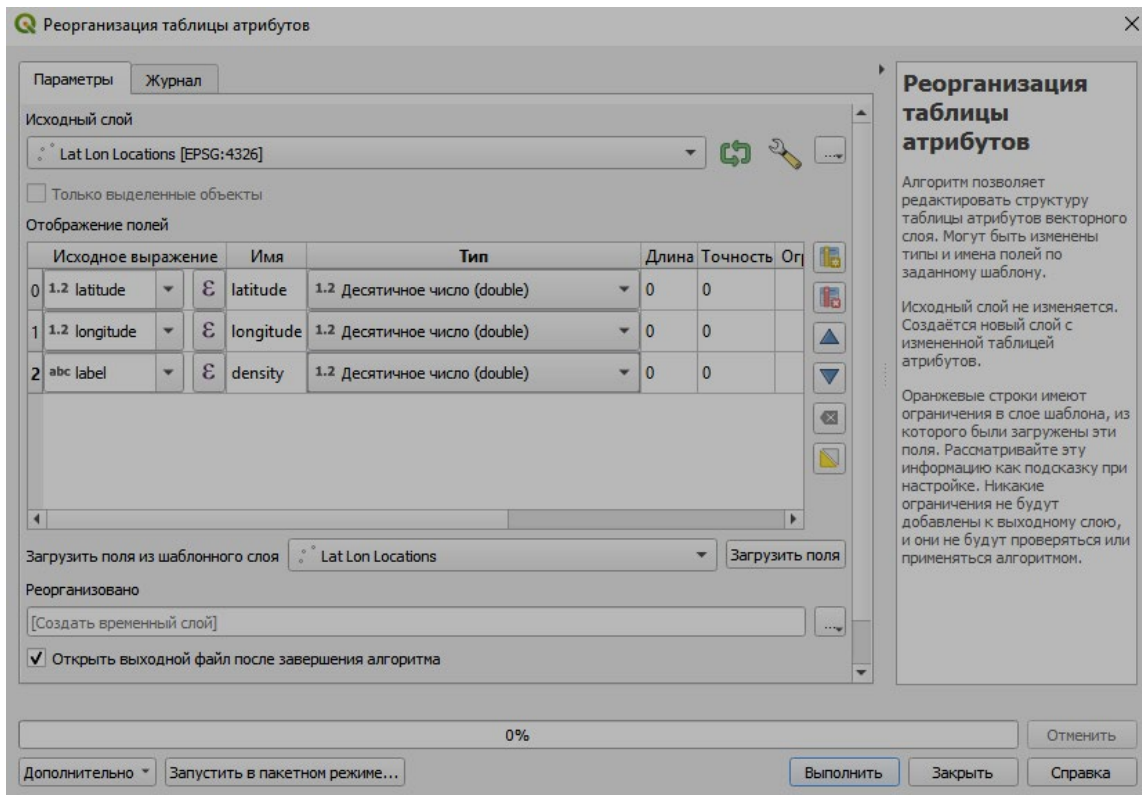 Реорганизация таблицы атрибутов
Параметры Журнал
Исходный слой
Lat Lon Locations [EPSG:4326]
...
Только выделенные объекты
Отображение полей
Исходное выражение Имя Тип Длина Точность Огр
0 1.2 latitude ε latitude 1.2 Десятичное число (double) 0 0
1 1.2 longitude ε longitude 1.2 Десятичное число (double) 0 0
2 abc label ε density 1.2 Десятичное число (double) 0 0
Загрузить поля из шаблонного слоя Lat Lon Locations Загрузить поля
Реорганизовано
[Создать временный слой]
...
Открыть выходной файл после завершения алгоритма
Реорганизация
таблицы
атрибутов
Алгоритм позволяет
редактировать структуру
таблицы атрибутов векторного
слоя. Могут быть изменены
типы и имена полей по
заданному шаблону.
Исходный слой не изменяется.
Создаётся новый слой с
измененной таблицей
атрибутов.
Оранжевые строки имеют
ограничения в слое шаблона, из
которого были загружены эти
поля. Рассматривайте эту
информацию как подсказку при
настройке. Никакие
ограничения не будут
добавлены к выходному слою,
и они не будут проверяться или
применяться алгоритмом.
0% Отменить
Дополнительно Запустить в пакетном режиме... Выполнить Закрыть Справка